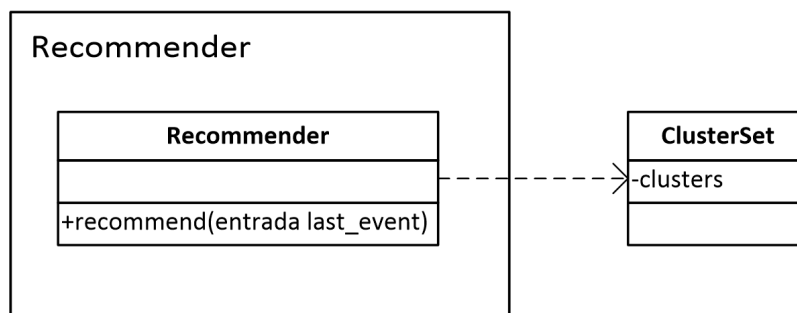 Recommender
Recommender
+recommend(entrada last_event)
ClusterSet
-clusters